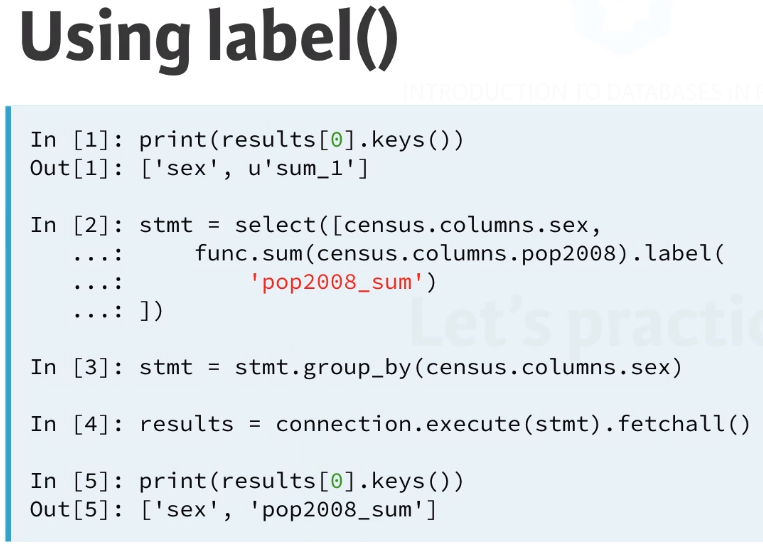 Using label()
INTRODUCTION TO DATABASES IN
In [1]: print(results[0].keys())
Out[1]: ['sex', u'sum_1']
In [2]: stmt = select([census.columns.sex,
   ...:     func.sum(census.columns.pop2008).label(
   ...:         'pop2008_sum')
   ...: ])
Let's practic
In [3]: stmt = stmt.group_by(census.columns.sex)
In [4]: results = connection.execute(stmt).fetchall()
In [5]: print(results[0].keys())
Out[5]: ['sex', 'pop2008_sum']